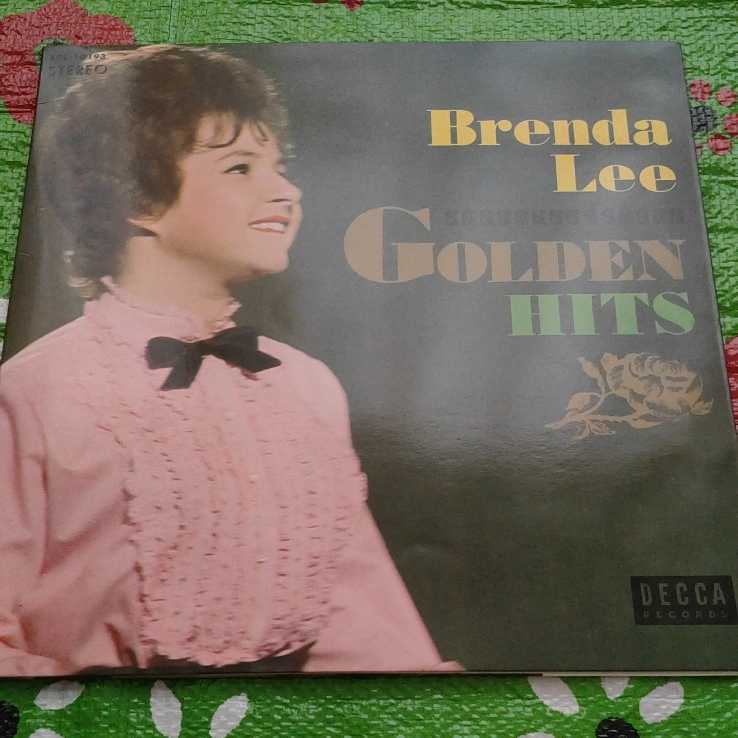 STEREO
Brenda
Lee
GOLDEN
HITS
DECCA
RECORDS